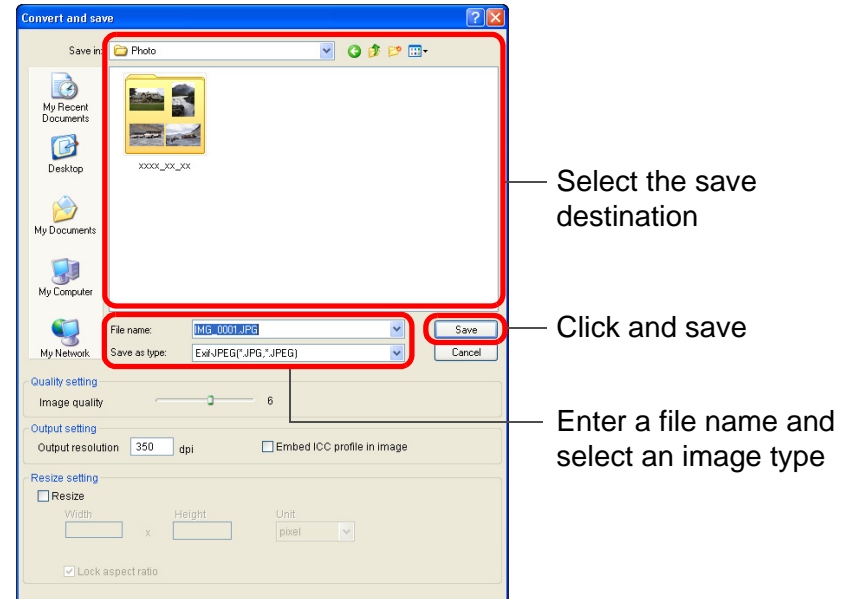 Convert and save
Save in: Photo
My Recent
Documents
Desktop
My Documents
My Computer
My Network
xxxx_xx_xx
Select the save
destination
File name: IMG_0001.JPG
Save as type: Exif-JPEG(*.JPG,*.JPEG)
Save
Cancel
Click and save
Enter a file name and
select an image type
Quality setting
Image quality 6
Output setting
Output resolution 350 dpi Embed ICC profile in image
Resize setting
Resize
Width Height Unit
x pixel
Lock aspect ratio